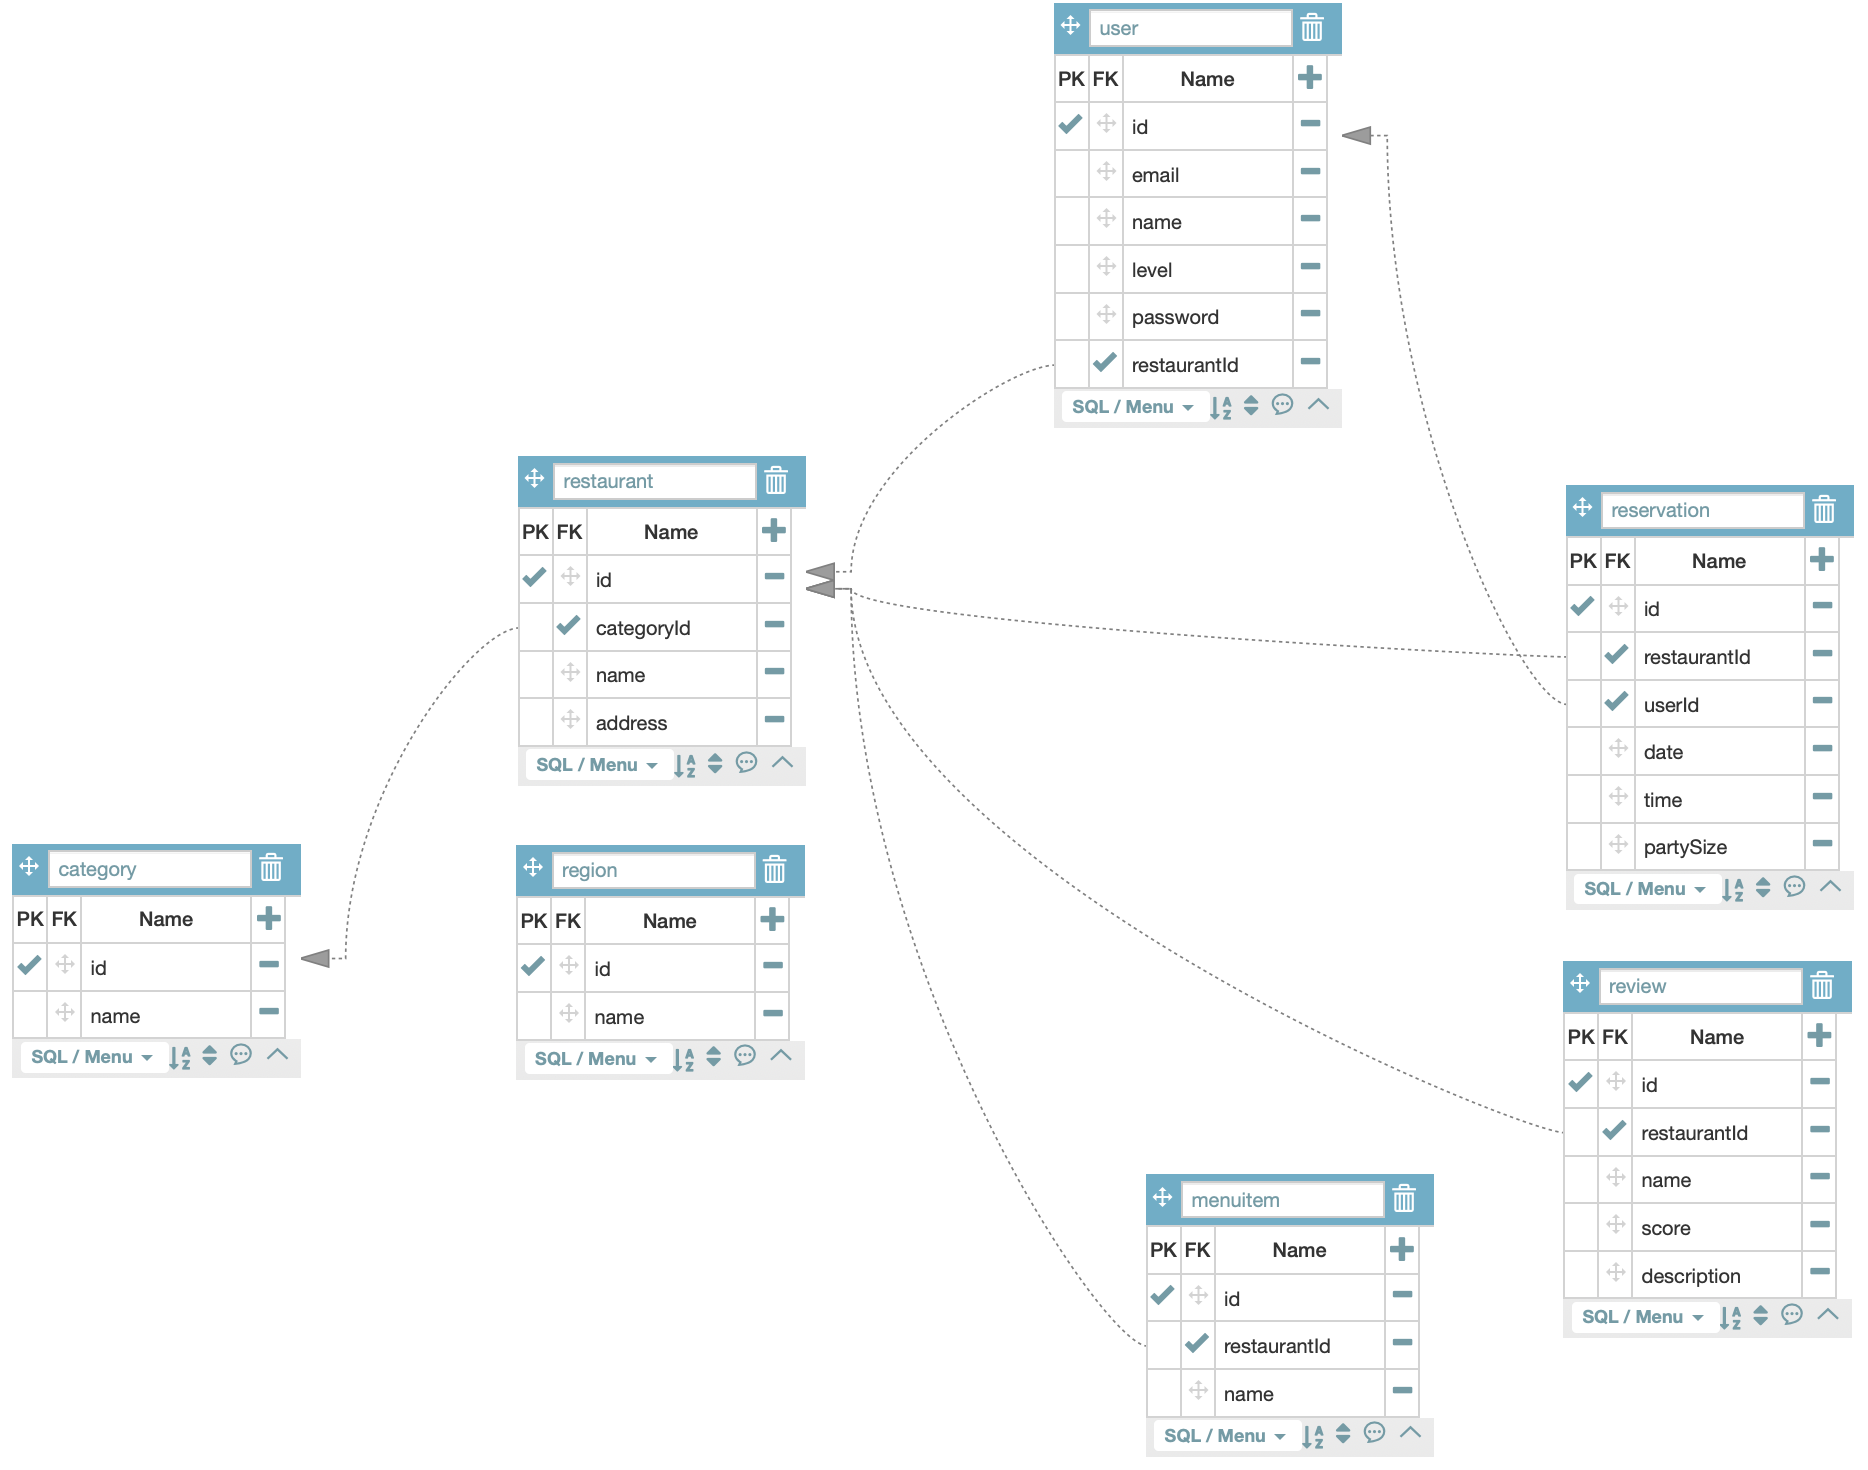 user
PK FK Name
id
email
name
level
password
restaurantId
SQL / Menu
restaurant
PK FK Name
id
categoryId
name
address
SQL / Menu
reservation
PK FK Name
id
restaurantId
userId
date
time
partySize
SQL / Menu
category
PK FK Name
id
name
SQL / Menu
region
PK FK Name
id
name
SQL / Menu
review
PK FK Name
id
restaurantId
name
score
description
SQL / Menu
menuitem
PK FK Name
id
restaurantId
name
SQL / Menu